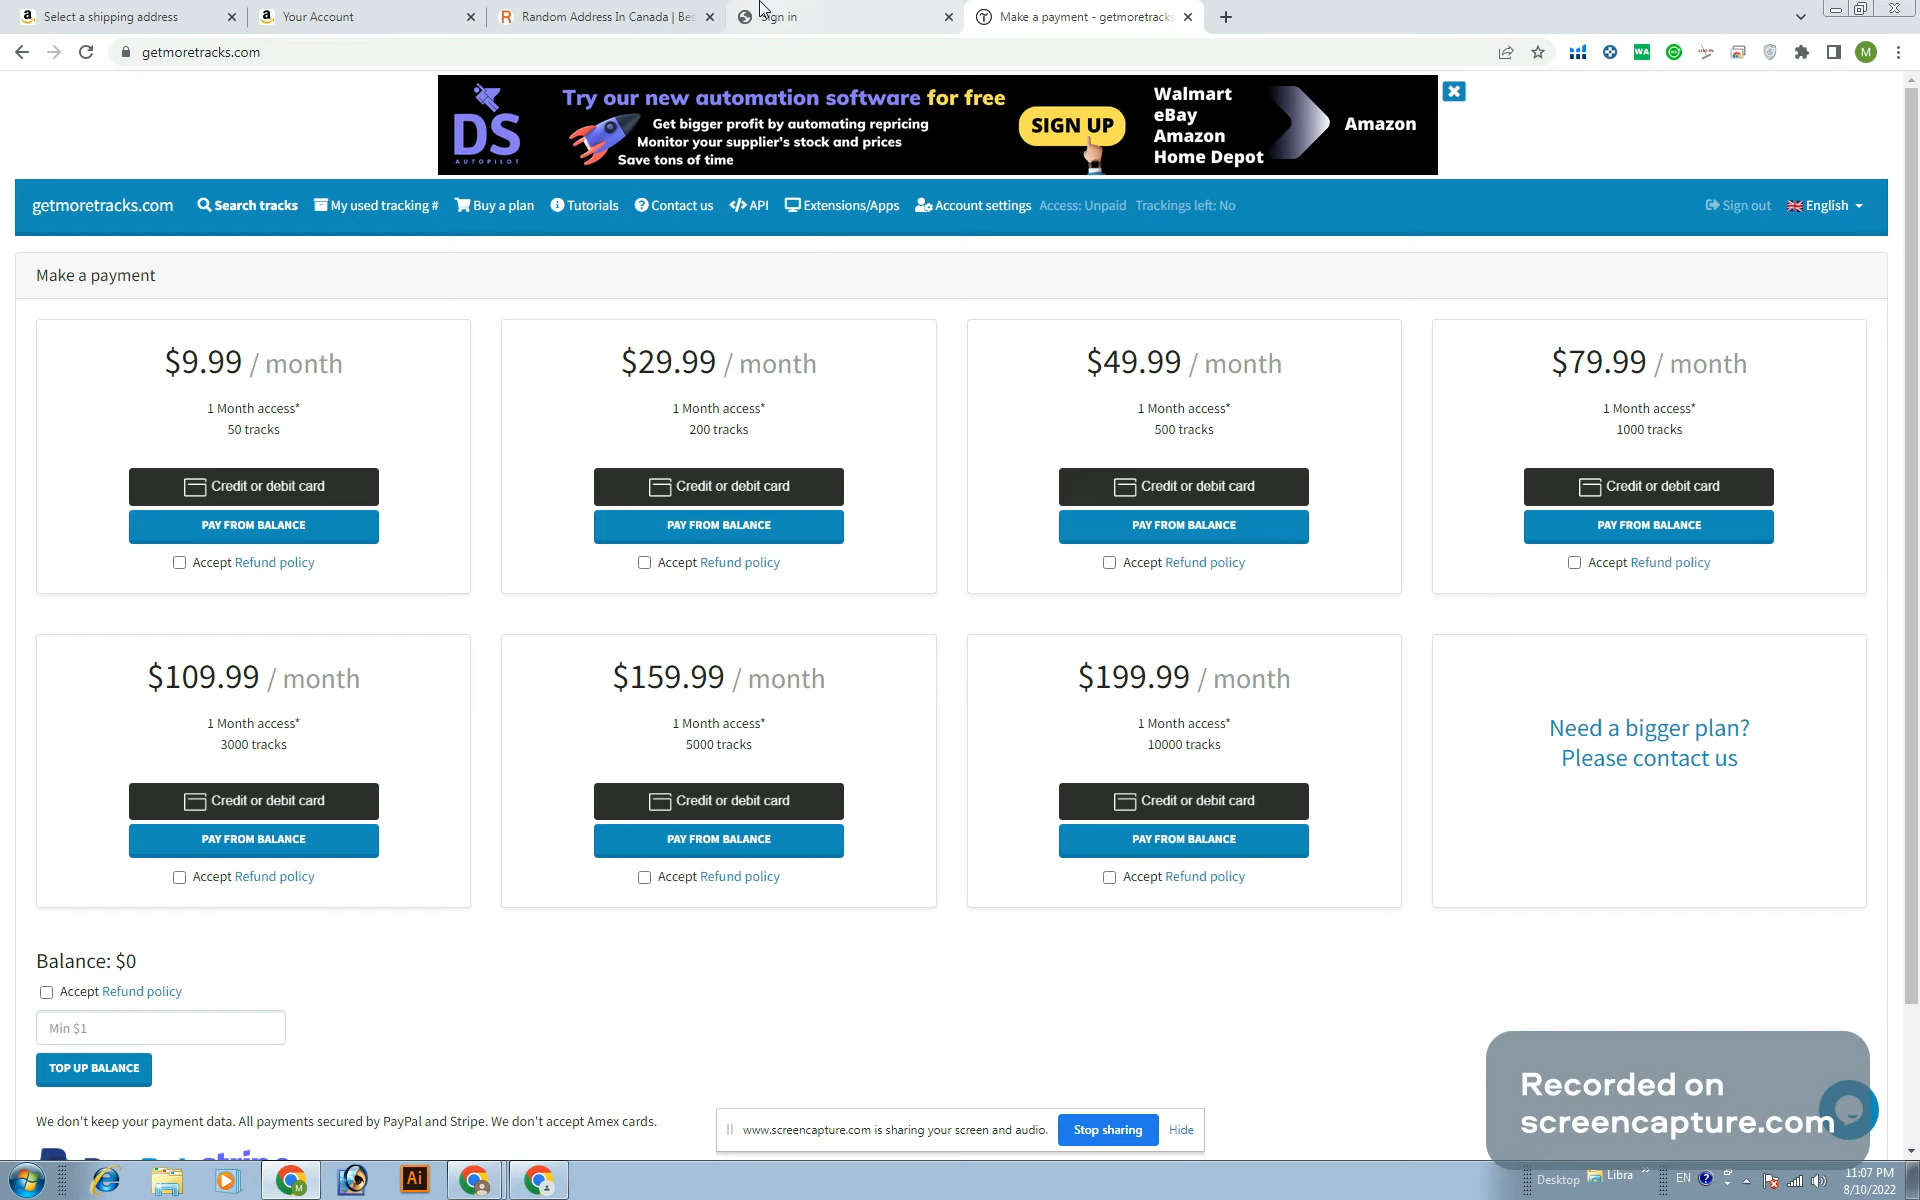 Select a shipping address
Your Account
Random Address In Canada | Bes
Sign in
Make a payment - getmoretracks
getmoretracks.com
WA
M
DS
AUTOPILOT
Try our new automation software for free
Get bigger profit by automating repricing
Monitor your supplier's stock and prices
Save tons of time
SIGN UP
Walmart
eBay
Amazon
Home Depot
Amazon
getmoretracks.com Search tracks My used tracking # Buy a plan Tutorials Contact us API Extensions/Apps Account settings Access: Unpaid Trackings left: No Sign out English
Make a payment
$9.99 / month
1 Month access*
50 tracks
Credit or debit card
PAY FROM BALANCE
Accept Refund policy
$29.99 / month
1 Month access*
200 tracks
Credit or debit card
PAY FROM BALANCE
Accept Refund policy
$49.99 / month
1 Month access*
500 tracks
Credit or debit card
PAY FROM BALANCE
Accept Refund policy
$79.99 / month
1 Month access*
1000 tracks
Credit or debit card
PAY FROM BALANCE
Accept Refund policy
$109.99 / month
1 Month access*
3000 tracks
Credit or debit card
PAY FROM BALANCE
Accept Refund policy
$159.99 / month
1 Month access*
5000 tracks
Credit or debit card
PAY FROM BALANCE
Accept Refund policy
$199.99 / month
1 Month access*
10000 tracks
Credit or debit card
PAY FROM BALANCE
Accept Refund policy
Need a bigger plan?
Please contact us
Balance: $0
Accept Refund policy
Min $1
TOP UP BALANCE
We don't keep your payment data. All payments secured by PayPal and Stripe. We don't accept Amex cards.
www.screencapture.com is sharing your screen and audio. Stop sharing Hide
Recorded on
screencapture.com
Ai
Desktop
Libra
EN
11:07 PM
8/10/2022